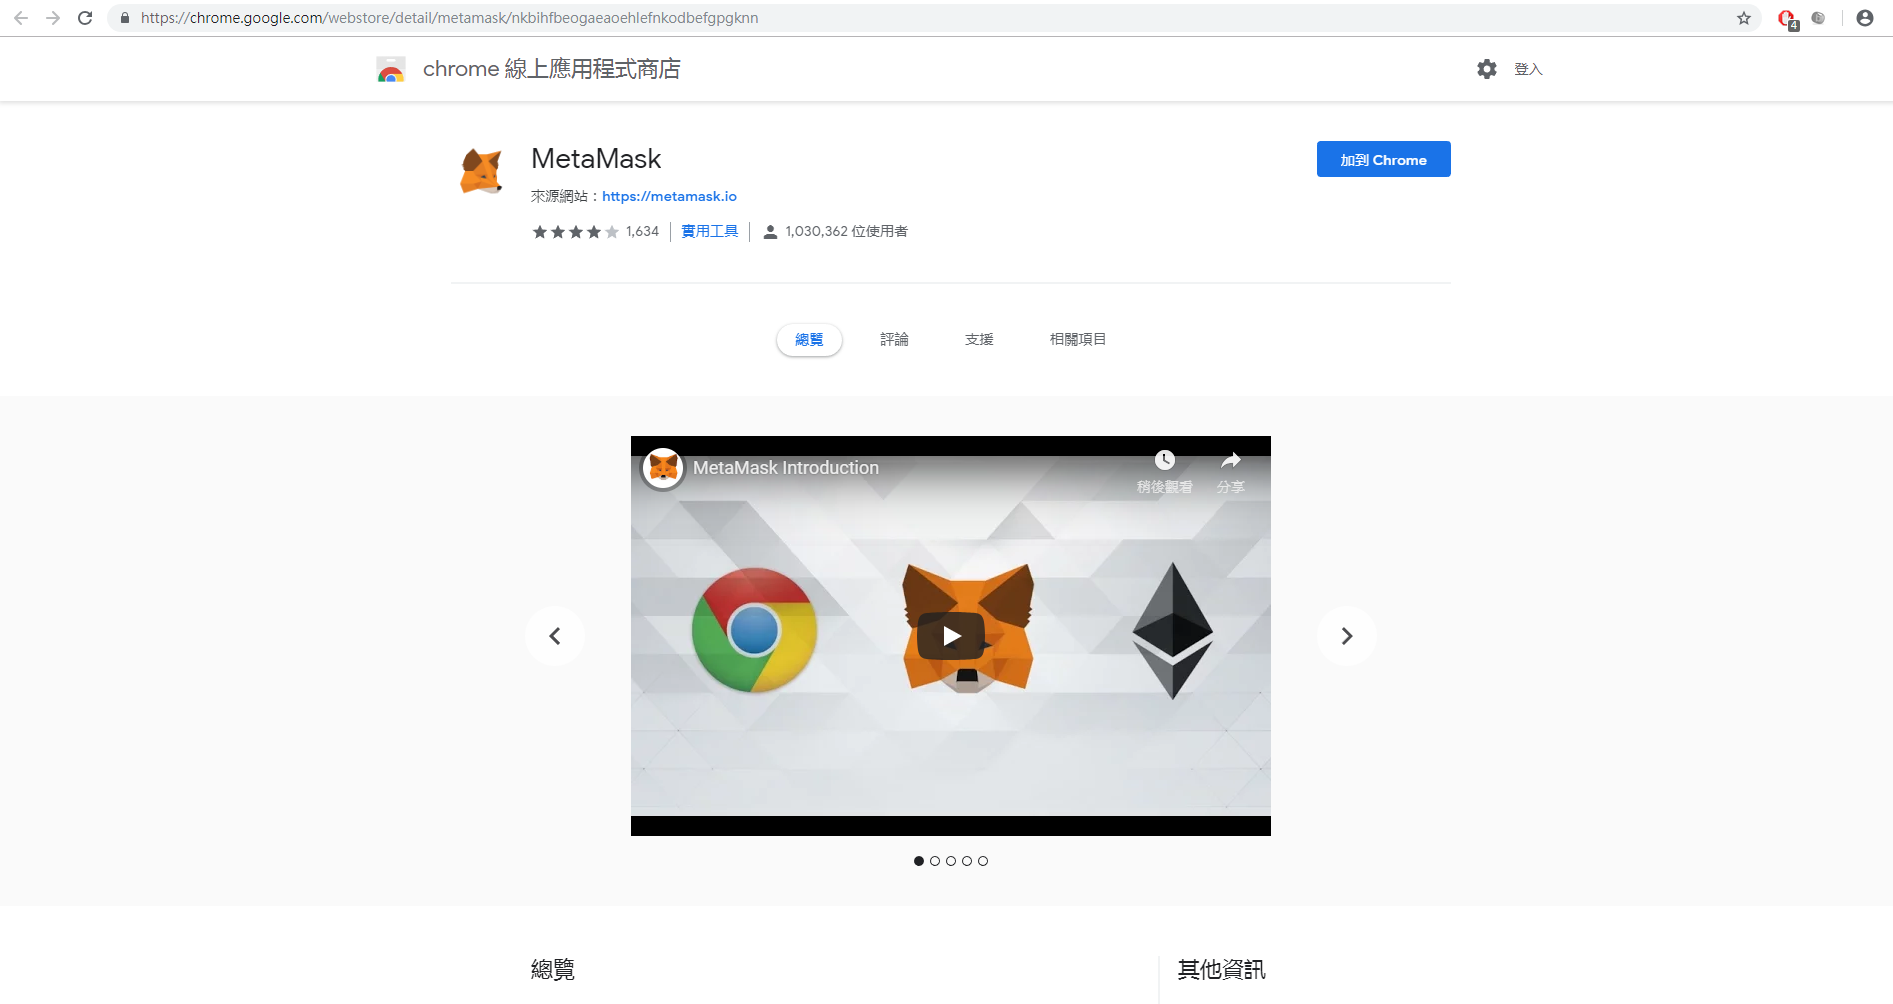 https://chrome.google.com/webstore/detail/metamask/nkbihfbeogaeaoehlefnkodbefgpgknn
4
chrome 線上應用程式商店
登入
MetaMask
加到 Chrome
來源網站：https://metamask.io
1,634 實用工具 1,030,362 位使用者
總覽 評論 支援 相關項目
MetaMask Introduction
稍後觀看 分享
總覽
其他資訊